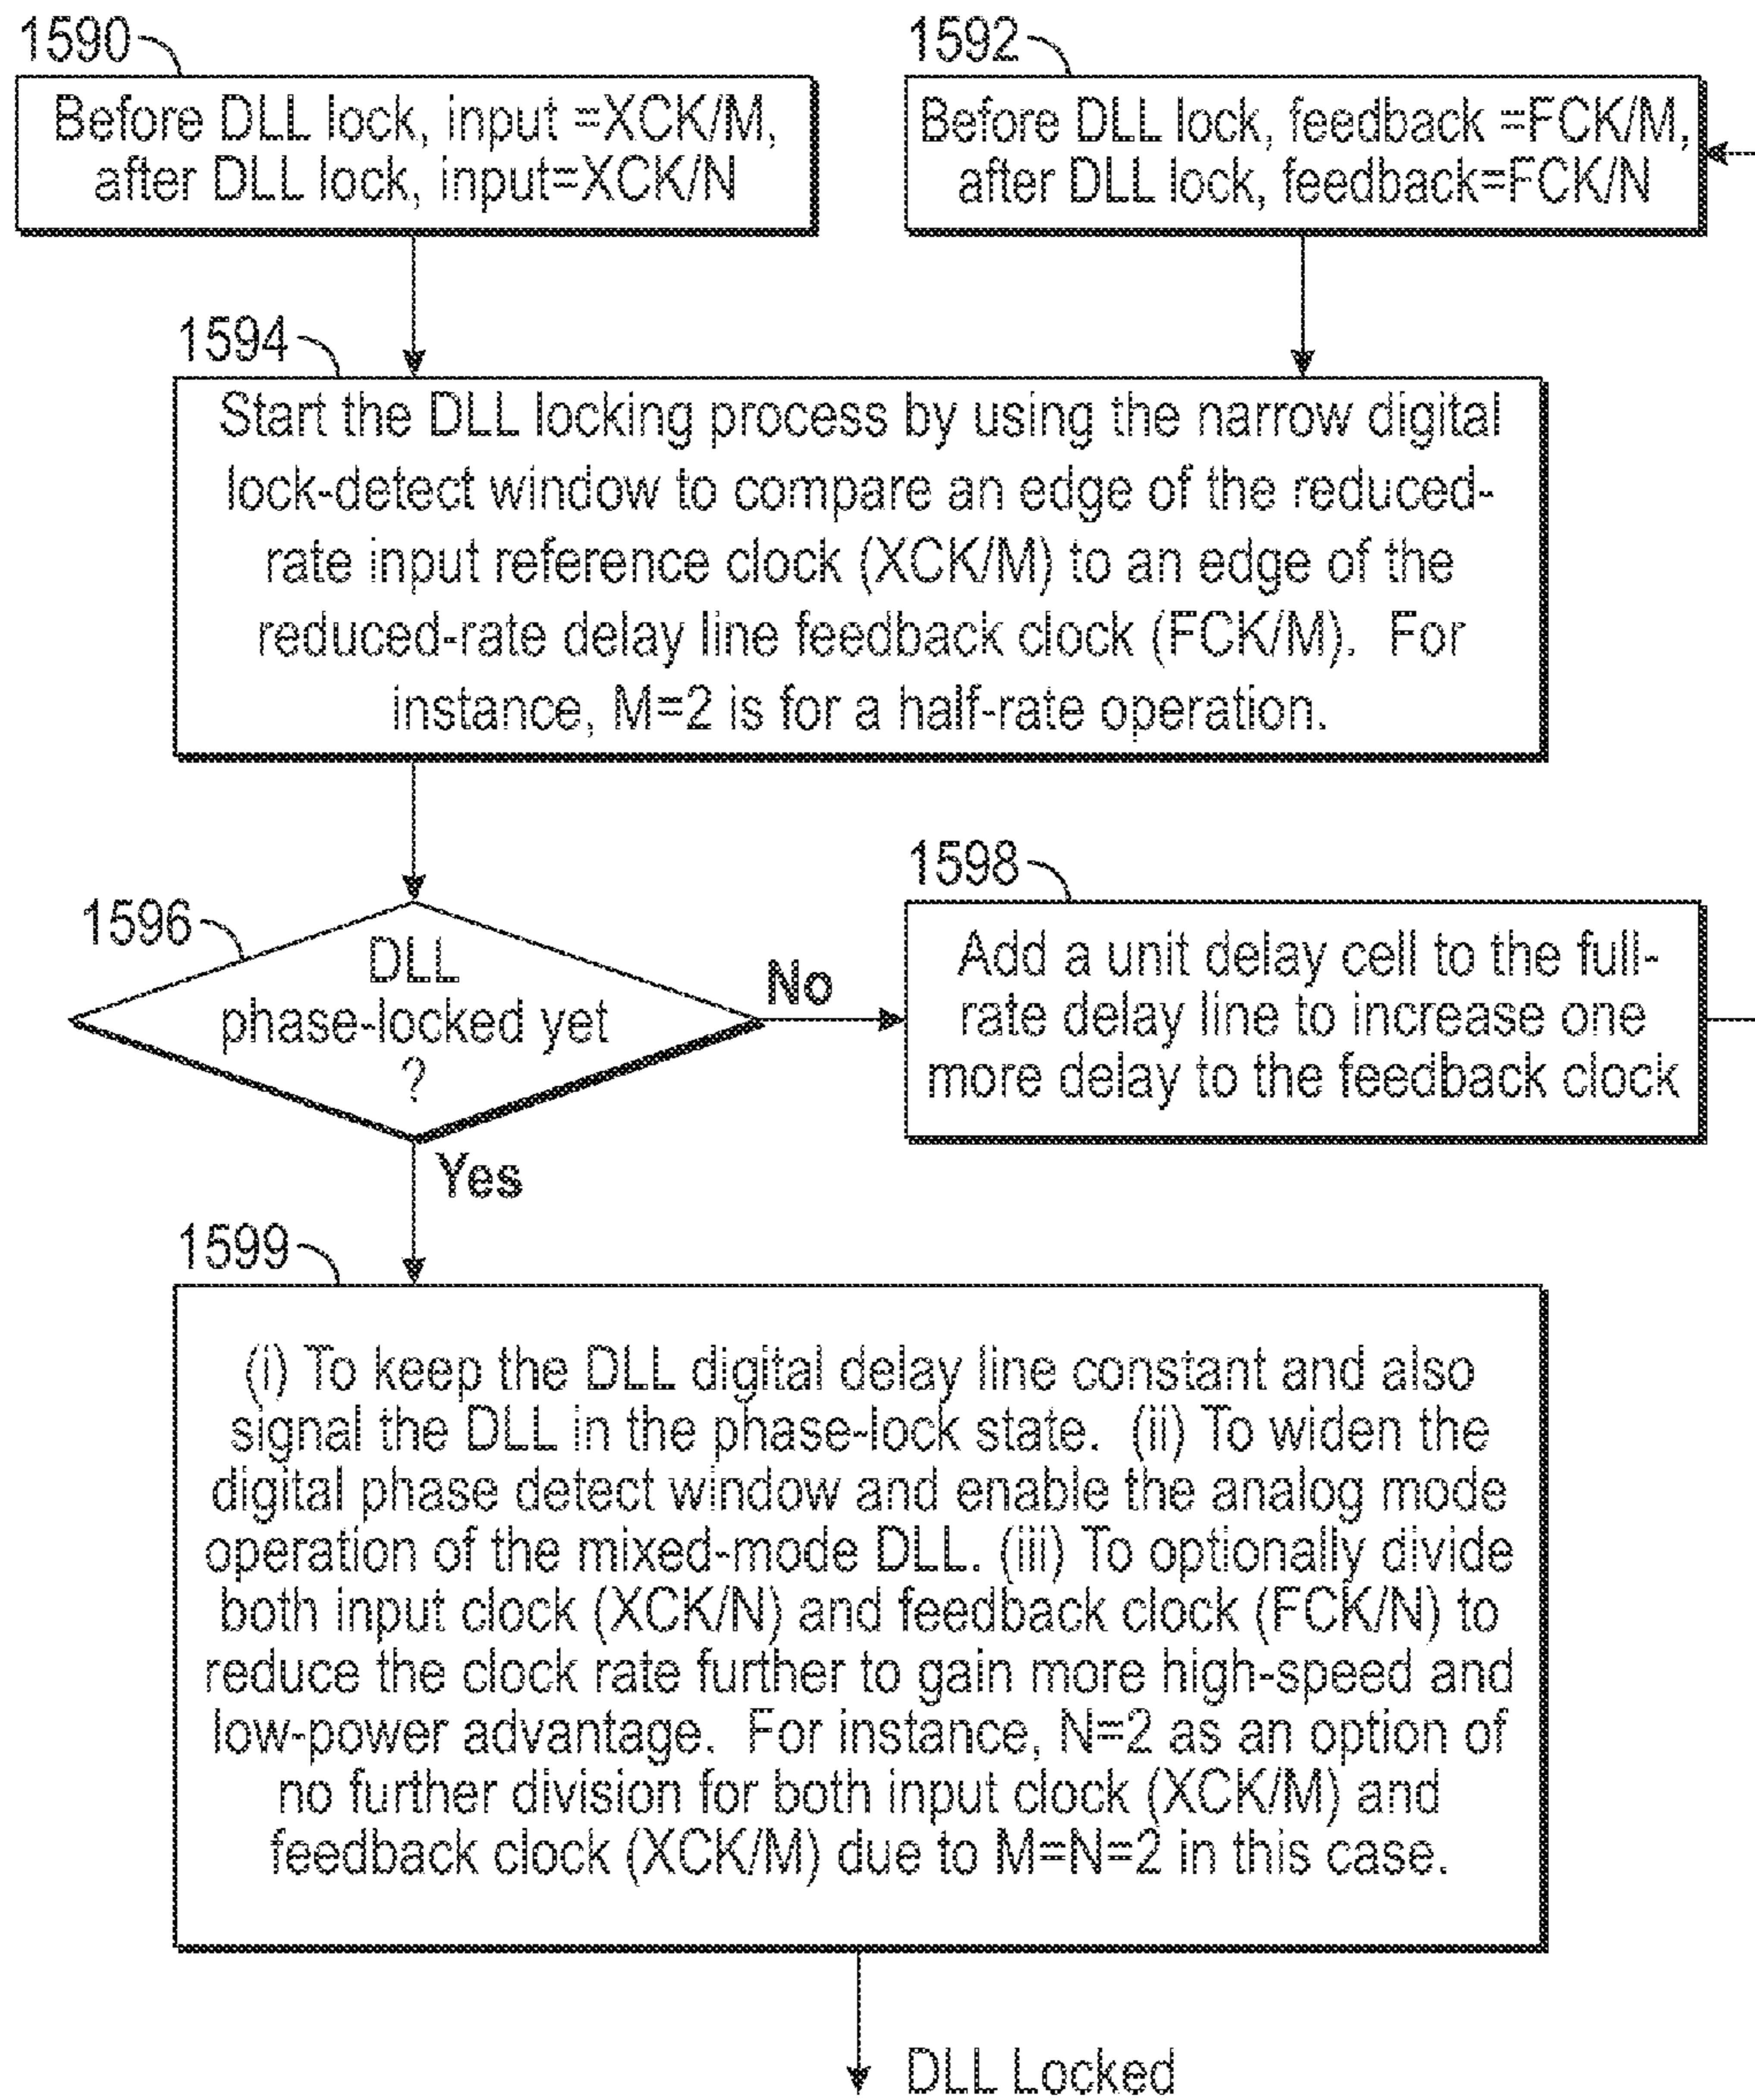 1590
Before DLL lock, input =XCK/M,
after DLL lock, input=XCK/N
1592
Before DLL lock, feedback =FCK/M,
after DLL lock, feedback=FCK/N
1594
Start the DLL locking process by using the narrow digital
lock-detect window to compare an edge of the reduced-
rate input reference clock (XCK/M) to an edge of the
reduced-rate delay line feedback clock (FCK/M). For
instance, M=2 is for a half-rate operation.
1596
DLL
phase-locked yet
?
No
1598
Add a unit delay cell to the full-
rate delay line to increase one
more delay to the feedback clock
Yes
1599
(i) To keep the DLL digital delay line constant and also
signal the DLL in the phase-lock state. (ii) To widen the
digital phase detect window and enable the analog mode
operation of the mixed-mode DLL. (iii) To optionally divide
both input clock (XCK/N) and feedback clock (FCK/N) to
reduce the clock rate further to gain more high-speed and
low-power advantage. For instance, N=2 as an option of
no further division for both input clock (XCK/M) and
feedback clock (XCK/M) due to M=N=2 in this case.
DLL Locked